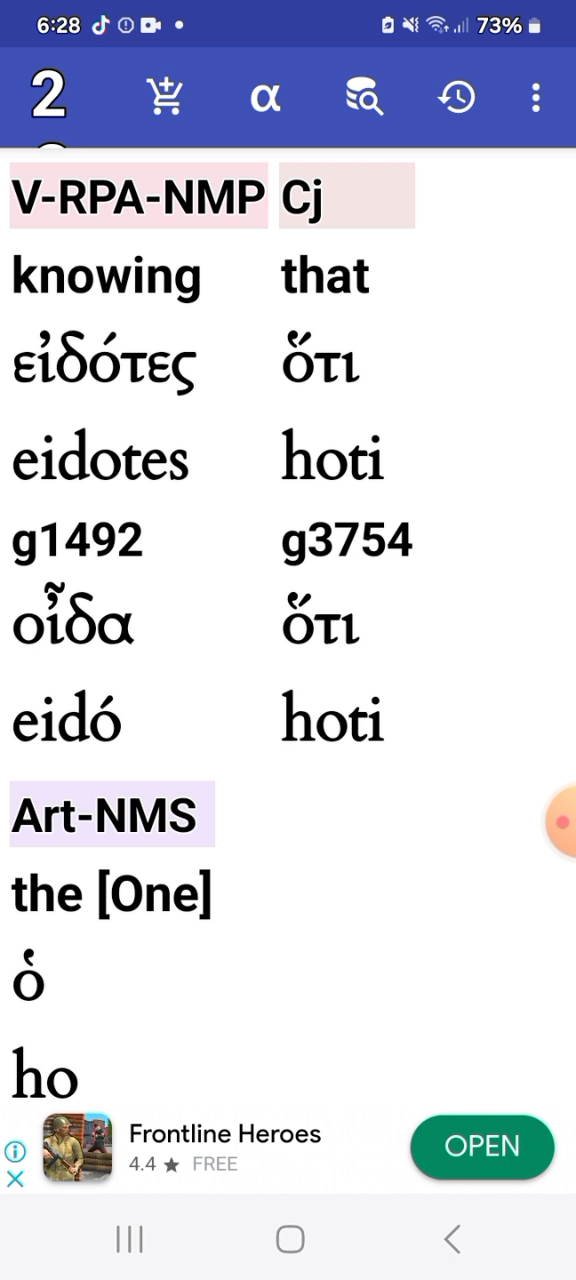 6:28 73%
2 α
V-RPA-NMP Cj
knowing that
εἰδότες ὅτι
eidotes hoti
g1492 g3754
οἶδα ὅτι
eidó hoti
Art-NMS
the [One]
ὁ
ho
Frontline Heroes
4.4 ★ FREE
OPEN